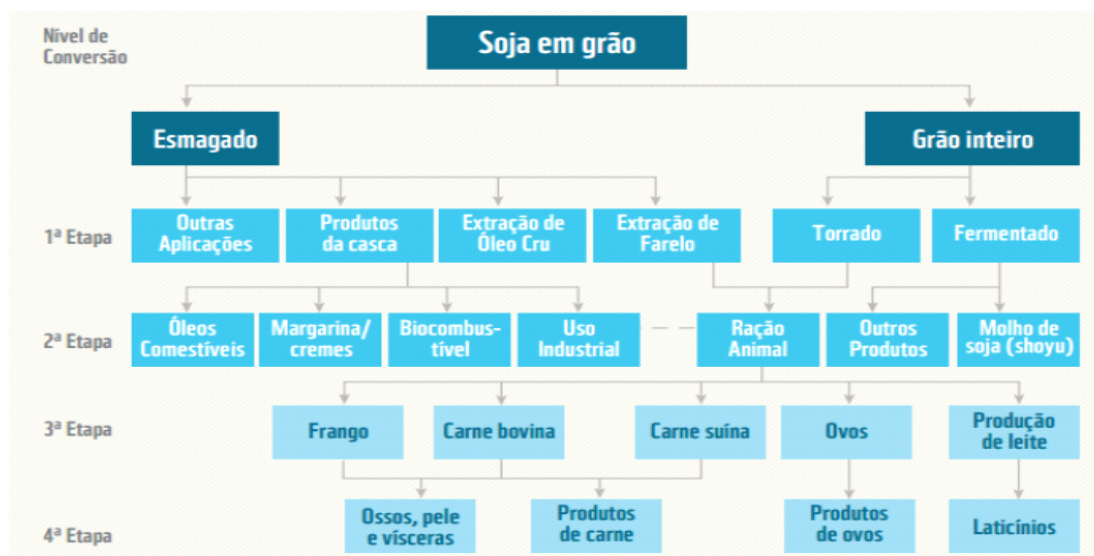 Nível de
Conversão
Soja em grão
Esmagado
Grão inteiro
1ª Etapa
Outras
Aplicações
Produtos
da casca
Extração de
Óleo Cru
Extração de
Farelo
Torrado
Fermentado
2ª Etapa
Óleos
Comestíveis
Margarina/
cremes
Biocombus-
tível
Uso
Industrial
Ração
Animal
Outros
Produtos
Molho de
soja (shoyu)
3ª Etapa
Frango
Carne bovina
Carne suína
Ovos
Produção
de leite
4ª Etapa
Ossos, pele
e vísceras
Produtos
de carne
Produtos
de ovos
Laticínios